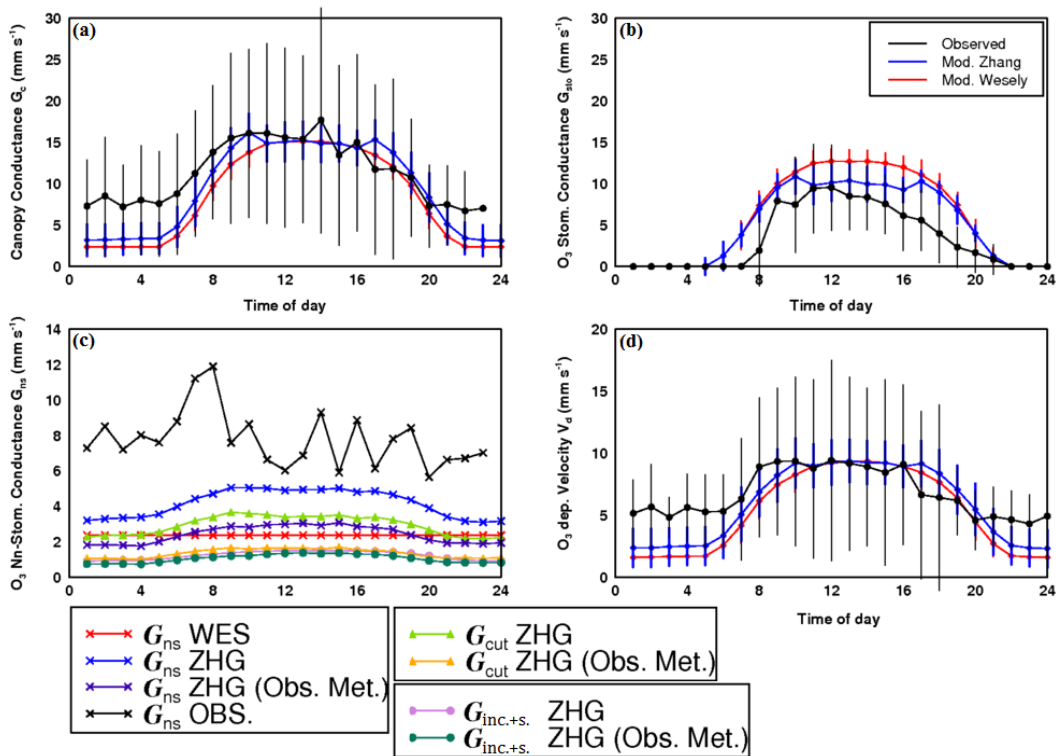 (a)
30
25
20
15
10
5
0
Canopy Conductance Gc (mm s-1)
0 4 8 12 16 20 24
Time of day
(b)
30
25
20
15
10
5
0
O3 Stom. Conductance Gsto (mm s-1)
0 4 8 12 16 20 24
Time of day
Observed
Mod. Zhang
Mod. Wesely
(c)
14
12
10
8
6
4
2
0
O3 Nn-Stom. Conductance Gns (mm s-1)
0 4 8 12 16 20 24
(d)
20
15
10
5
0
O3 dep. Velocity Vd (mm s-1)
0 4 8 12 16 20 24
Time of day
Gns WES
Gns ZHG
Gns ZHG (Obs. Met.)
Gns OBS.
Gcut ZHG
Gcut ZHG (Obs. Met.)
Ginc.+s. ZHG
Ginc.+s. ZHG (Obs. Met.)